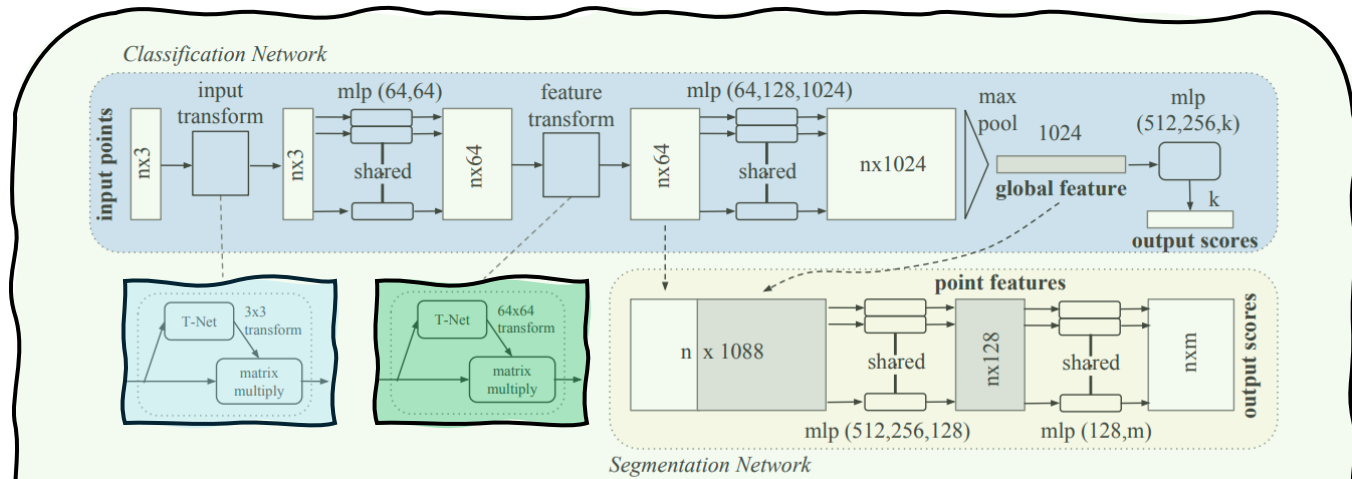 Classification Network
input points
nx3
input
transform
nx3
mlp (64,64)
shared
nx64
feature
transform
nx64
mlp (64,128,1024)
shared
nx1024
max
pool
1024
global feature
mlp
(512,256,k)
k
output scores
T-Net
3x3
transform
matrix
multiply
T-Net
64x64
transform
matrix
multiply
point features
n x 1088
shared
mlp (512,256,128)
nx128
shared
mlp (128,m)
nxm
output scores
Segmentation Network